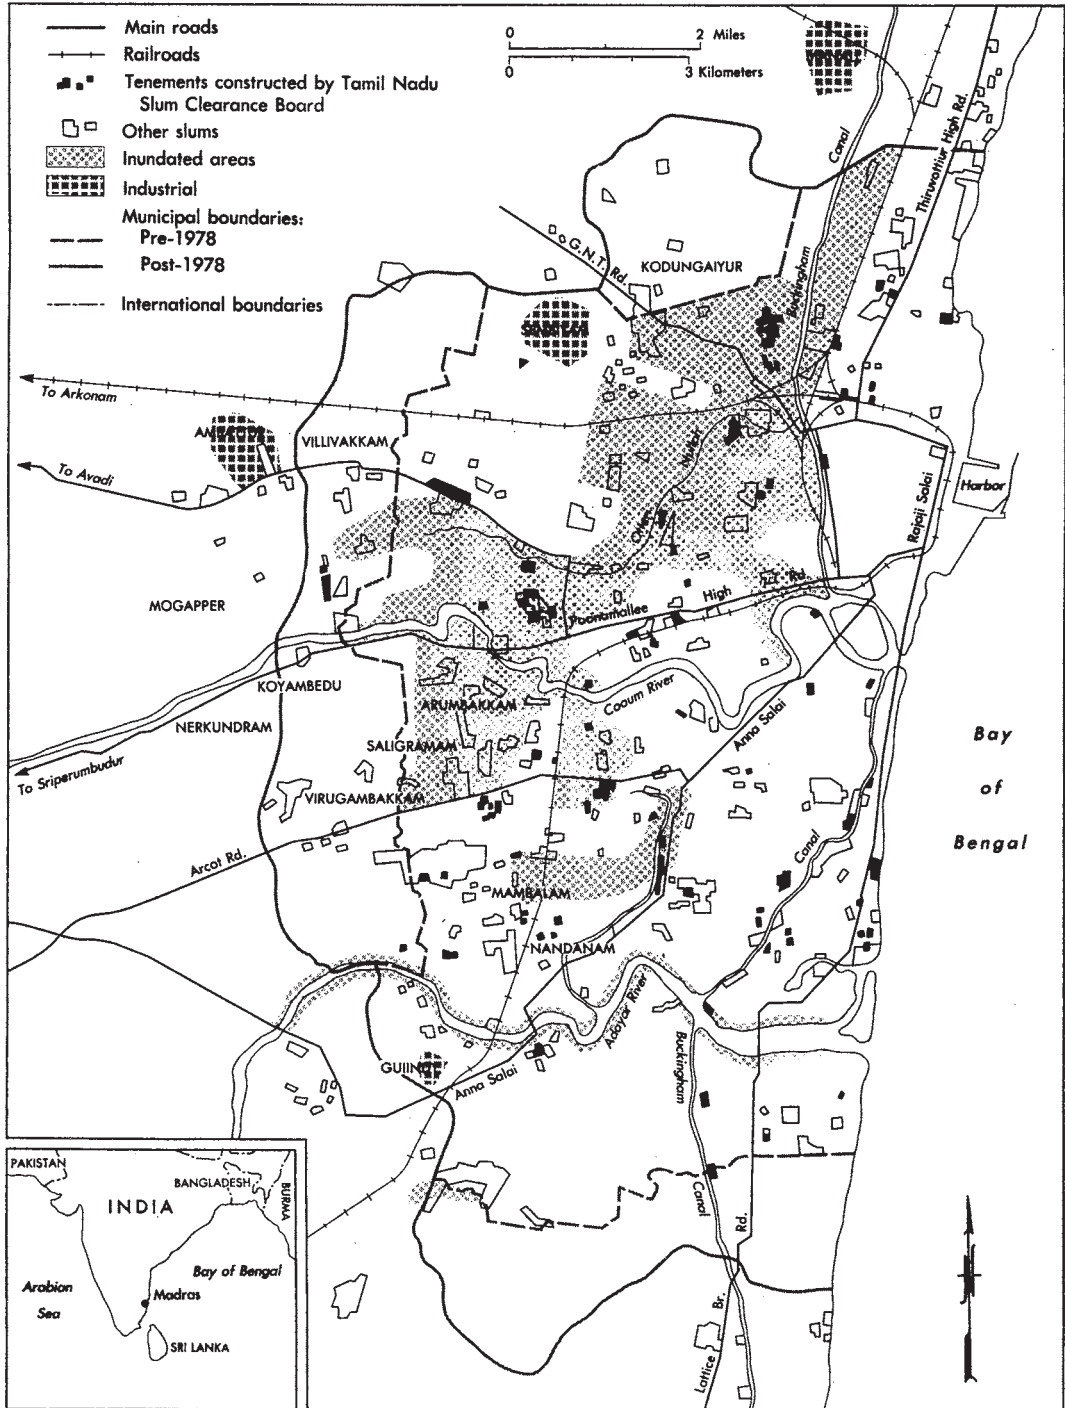 Main roads
Railroads
Tenements constructed by Tamil Nadu
Slum Clearance Board
Other slums
Inundated areas
Industrial
Municipal boundaries:
Pre-1978
Post-1978
International boundaries
0 2 Miles
0 3 Kilometers
Canal
Thiruvottiur High Rd.
G.N.T. Rd.
KODUNGAIYUR
Buckingham
To Arkonam
VILLIVAKKAM
To Avadi
Otteri Nullah
Rajaji Salai
Harbor
MOGAPPER
Poonamallee High Rd.
KOYAMBEDU
NERKUNDRAM
ARUMBAKKAM
Cooum River
Anna Salai
To Sriperumbudur
SALIGRAMAM
VIRUGAMBAKKAM
Bay
of
Bengal
Arcot Rd.
Canal
MAMBALAM
NANDANAM
Adayar River
Anna Salai
Buckingham
Canal
Lattice Br. Rd.
PAKISTAN
BANGLADESH
BURMA
INDIA
Arabian
Sea
Bay of Bengal
Madras
SRI LANKA